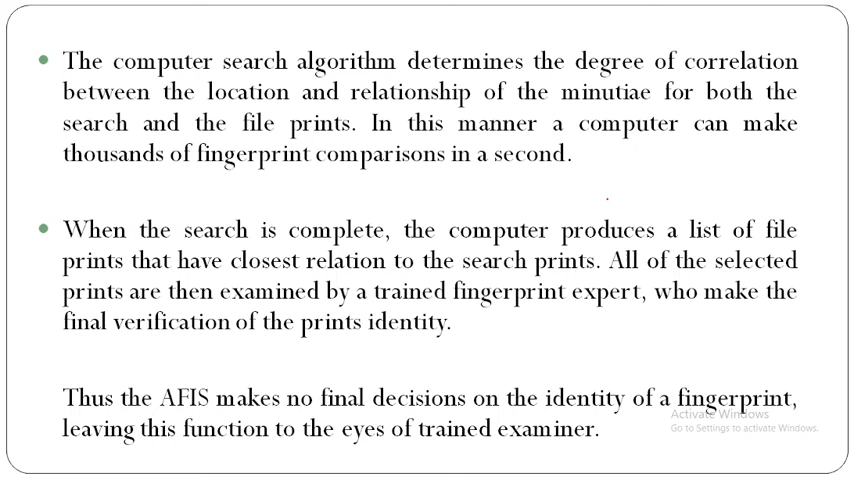 The computer search algorithm determines the degree of correlation
between the location and relationship of the minutiae for both the
search and the file prints. In this manner a computer can make
thousands of fingerprint comparisons in a second.
When the search is complete, the computer produces a list of file
prints that have closest relation to the search prints. All of the selected
prints are then examined by a trained fingerprint expert, who make the
final verification of the prints identity.
Thus the AFIS makes no final decisions on the identity of a fingerprint,
leaving this function to the eyes of trained examiner.
Activate Windows
Go to Settings to activate Windows.